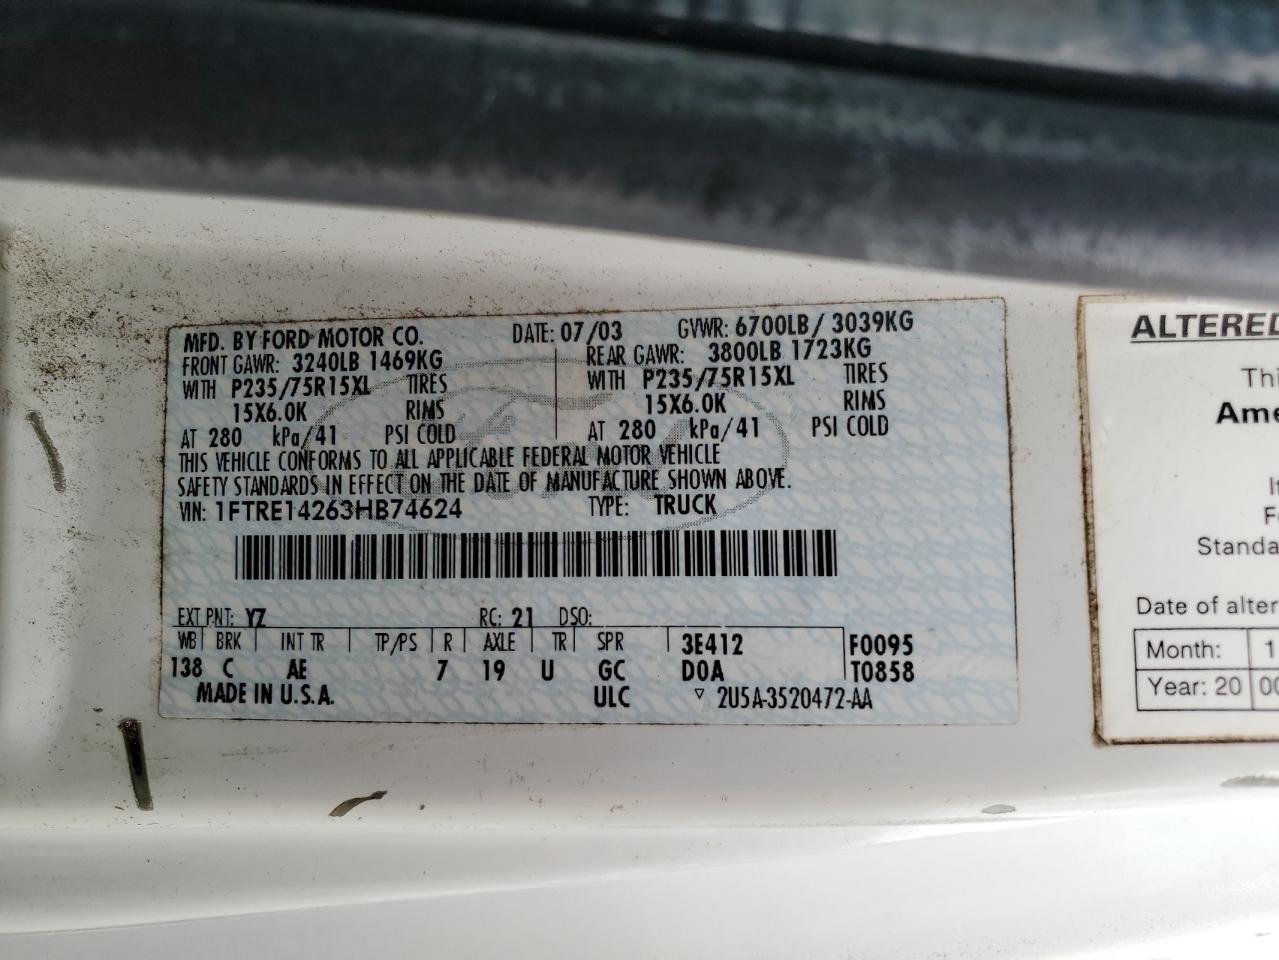 MFD. BY FORD MOTOR CO. DATE: 07/03 GVWR: 6700LB/ 3039KG
FRONT GAWR: 3240LB 1469KG REAR GAWR: 3800LB 1723KG
WITH P235/75R15XL TIRES WITH P235/75R15XL TIRES
15X6.0K RIMS 15X6.0K RIMS
AT 280 kPa/41 PSI COLD AT 280 kPa/41 PSI COLD
THIS VEHICLE CONFORMS TO ALL APPLICABLE FEDERAL MOTOR VEHICLE
SAFETY STANDARDS IN EFFECT ON THE DATE OF MANUFACTURE SHOWN ABOVE.
VIN: 1FTRE14263HB74624 TYPE: TRUCK
EXT PNT: YZ RC: 21 DSO:
WB BRK INT TR TP/PS R AXLE TR SPR 3E412 F0095
138 C AE 7 19 U GC D0A T0858
MADE IN U.S.A. ULC ▽ 2U5A-3520472-AA
ALTERED
Thi
Ame
It
Fa
Standa
Date of alter
Month: 1
Year: 20 00